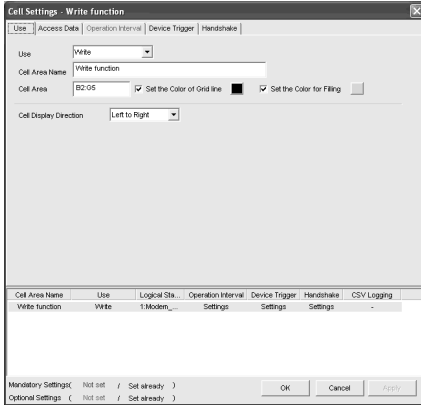 Cell Settings - Write function
Use Access Data Operation Interval Device Trigger Handshake
Use Write
Cell Area Name Write function
Cell Area B2:G5 Set the Color of Grid line Set the Color for Filling
Cell Display Direction Left to Right
Cell Area Name Use Logical Sta... Operation Interval Device Trigger Handshake CSV Logging
Write function Write 1:Modern_... Settings Settings Settings -
Mandatory Settings( Not set / Set already )
Optional Settings ( Not set / Set already )
OK Cancel Apply